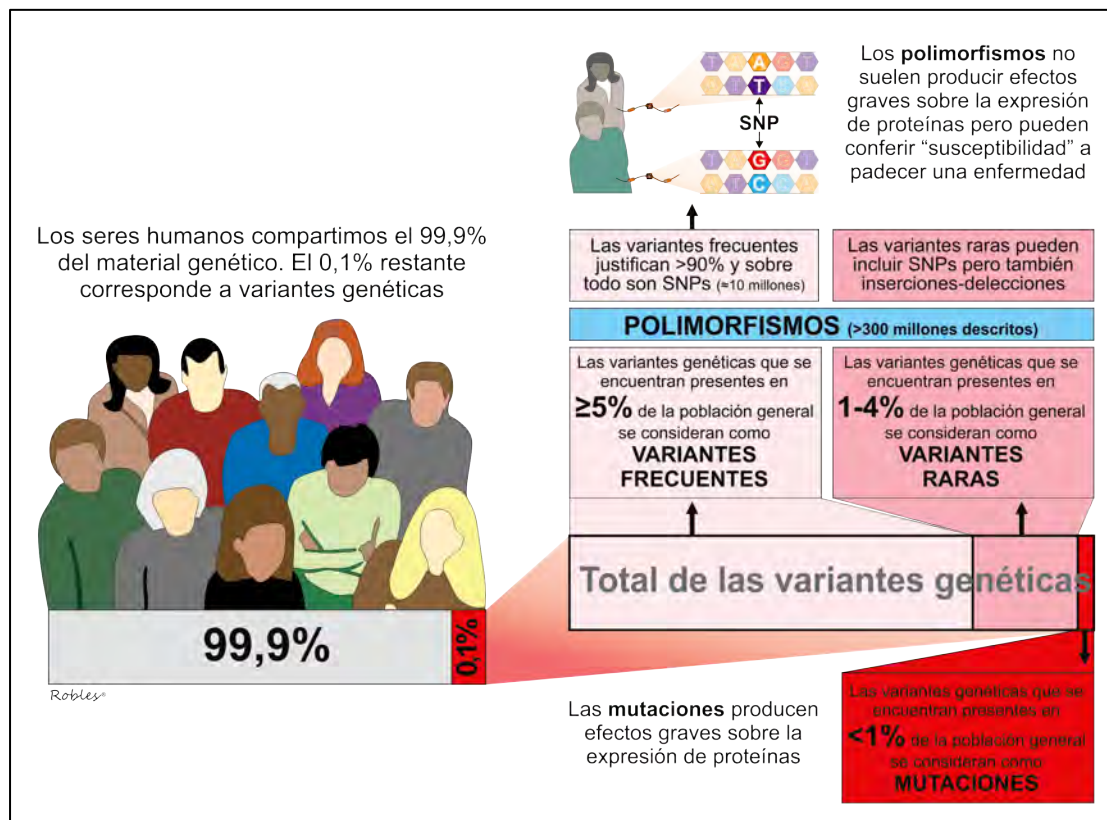 Los seres humanos compartimos el 99,9%
del material genético. El 0,1% restante
corresponde a variantes genéticas
99,9%
0,1%
Robles
A
T
SNP
G
C
Los polimorfismos no
suelen producir efectos
graves sobre la expresión
de proteínas pero pueden
conferir “susceptibilidad” a
padecer una enfermedad
Las variantes frecuentes
justifican >90% y sobre
todo son SNPs (≈10 millones)
Las variantes raras pueden
incluir SNPs pero también
inserciones-delecciones
POLIMORFISMOS (>300 millones descritos)
Las variantes genéticas que se
encuentran presentes en
≥5% de la población general
se consideran como
VARIANTES
FRECUENTES
Las variantes genéticas que se
encuentran presentes en
1-4% de la población general
se consideran como
VARIANTES
RARAS
Total de las variantes genéticas
Las mutaciones producen
efectos graves sobre la
expresión de proteínas
Las variantes genéticas que se
encuentran presentes en
<1% de la población general
se consideran como
MUTACIONES